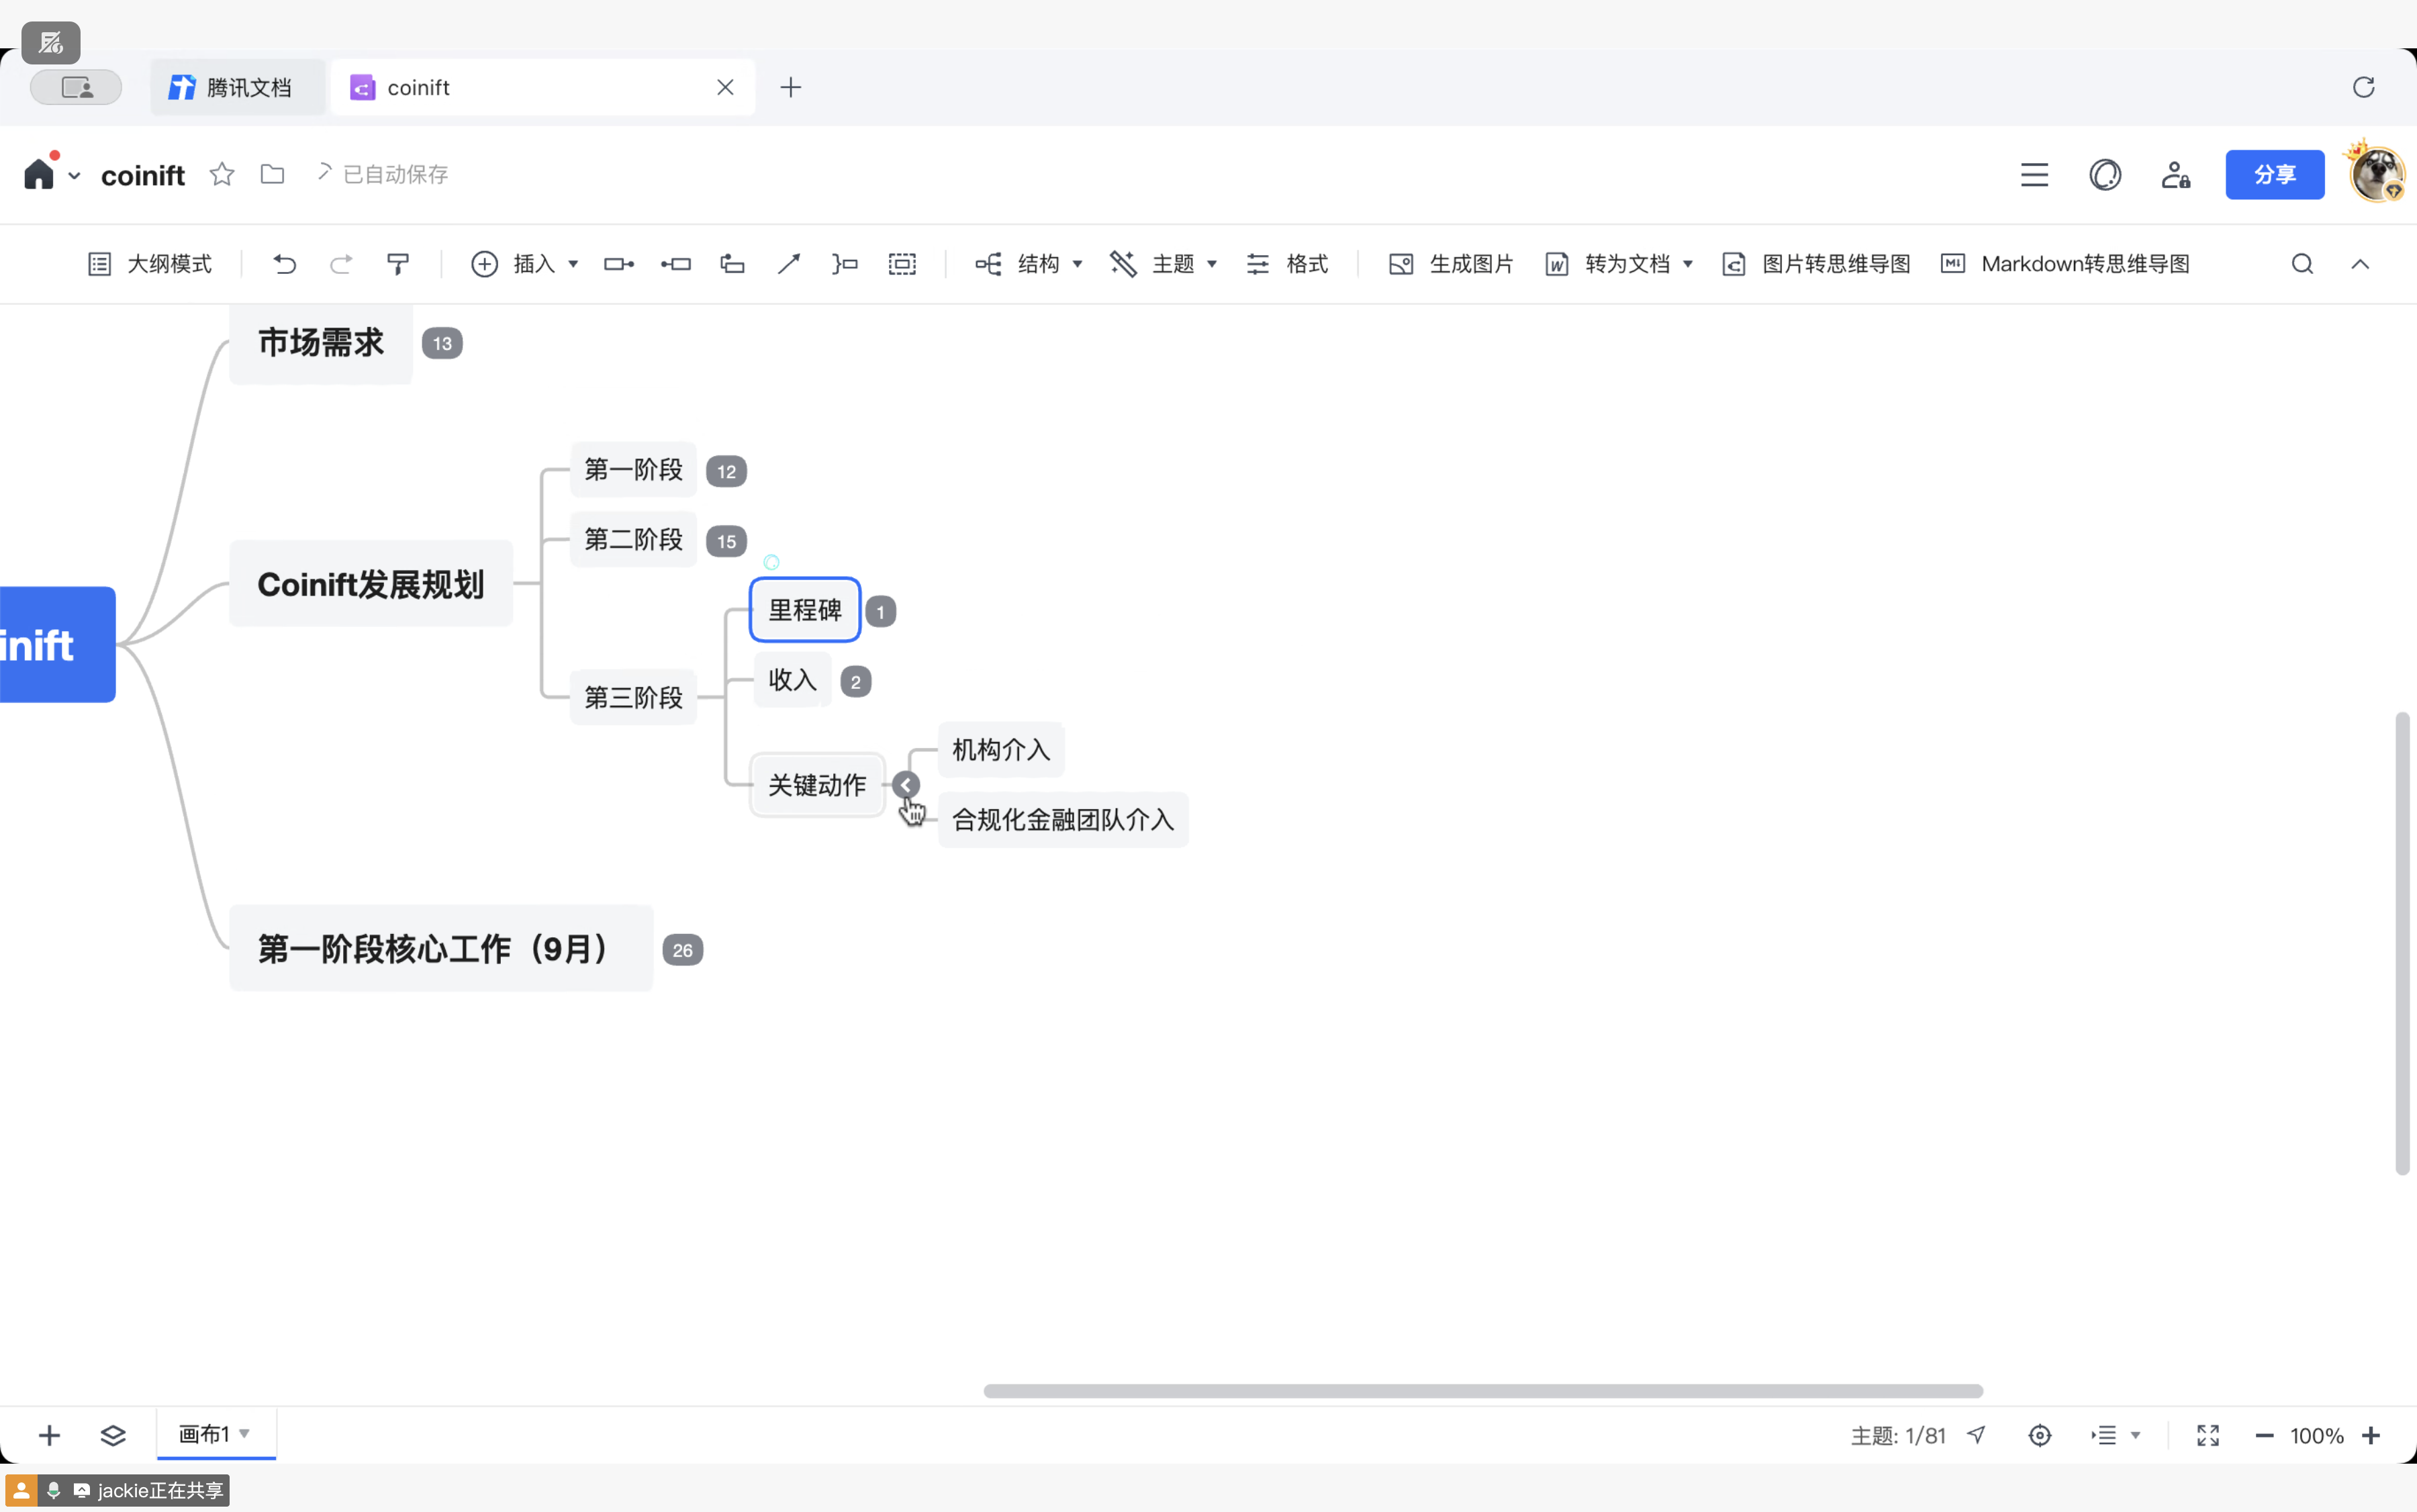 腾讯文档
coinift
coinift
已自动保存
分享
大纲模式
插入
结构
主题
格式
生成图片
转为文档
图片转思维导图
Markdown转思维导图
市场需求
13
第一阶段
12
第二阶段
15
里程碑
1
Coinift发展规划
inift
收入
2
第三阶段
机构介入
关键动作
合规化金融团队介入
第一阶段核心工作（9月）
26
画布1
主题: 1/81
100%
jackie正在共享